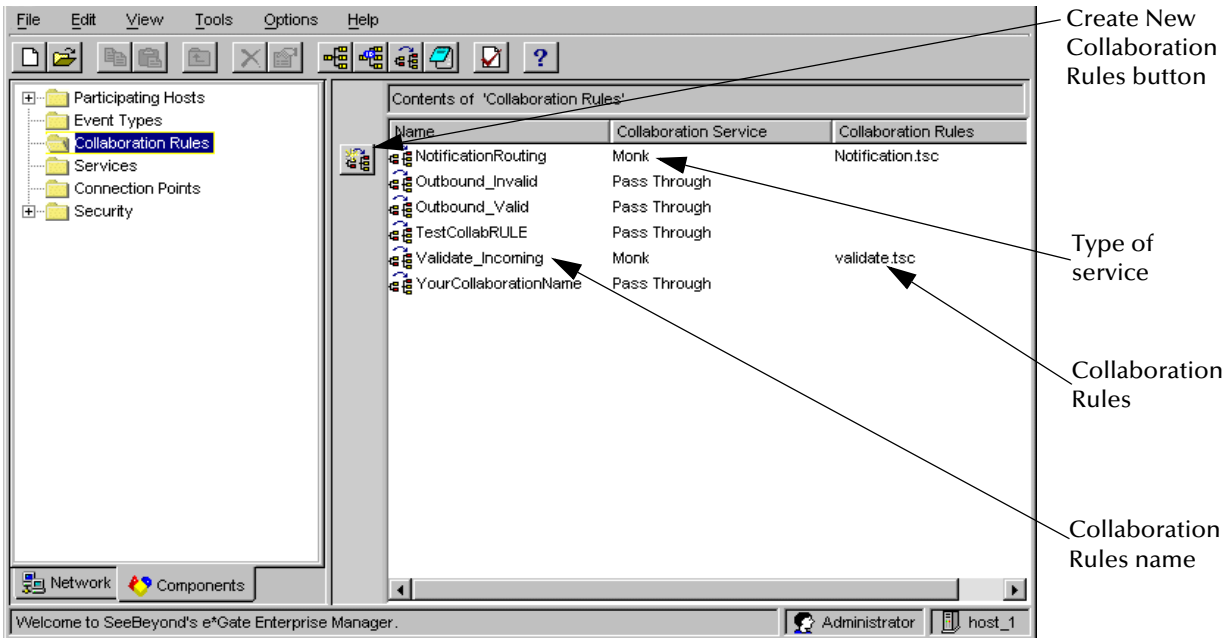 File Edit View Tools Options Help
Create New
Collaboration
Rules button
?
Participating Hosts
Event Types
Collaboration Rules
Services
Connection Points
Security
Contents of 'Collaboration Rules'
Name Collaboration Service Collaboration Rules
NotificationRouting Monk Notification.tsc
Outbound_Invalid Pass Through
Outbound_Valid Pass Through
TestCollabRULE Pass Through
Validate_Incoming Monk validate.tsc
YourCollaborationName Pass Through
Type of
service
Collaboration
Rules
Collaboration
Rules name
Network Components
Welcome to SeeBeyond's e*Gate Enterprise Manager. Administrator host_1